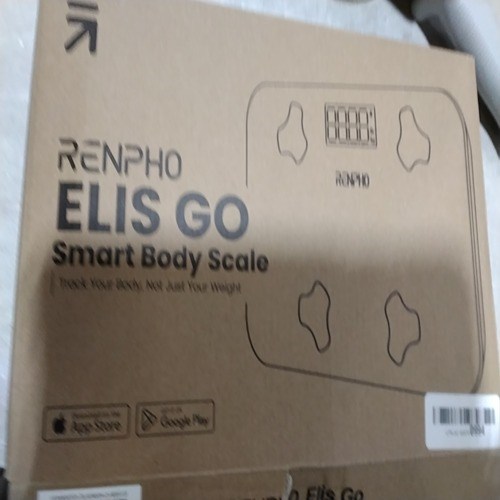 RENPHO
ELIS GO
Smart Body Scale
Track Your Body, Not Just Your Weight
RENPHO
App Store
Google Play
Elis Go